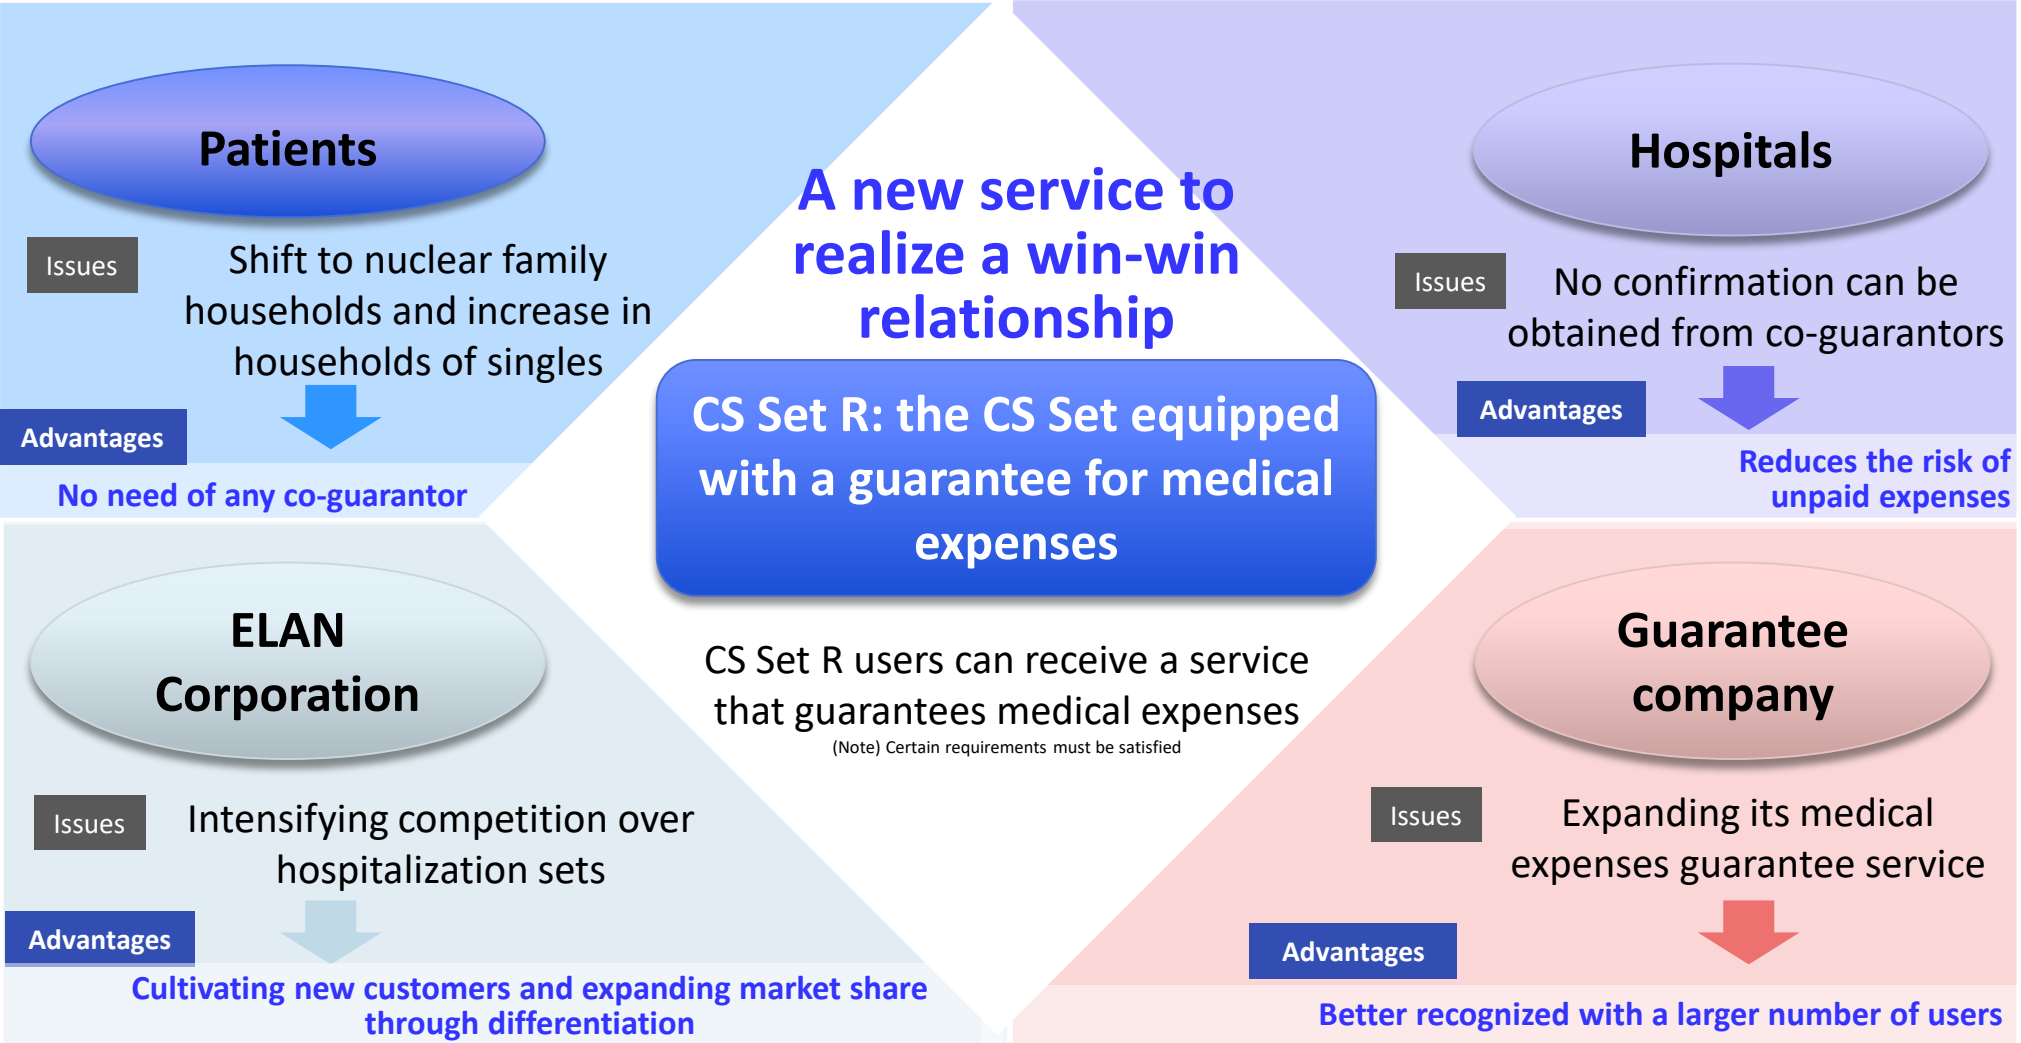 Patients
Issues
Shift to nuclear family
households and increase in
households of singles
Advantages
No need of any co-guarantor
A new service to
realize a win-win
relationship
CS Set R: the CS Set equipped
with a guarantee for medical
expenses
CS Set R users can receive a service
that guarantees medical expenses
(Note) Certain requirements must be satisfied
Hospitals
Issues
No confirmation can be
obtained from co-guarantors
Advantages
Reduces the risk of
unpaid expenses
ELAN
Corporation
Issues
Intensifying competition over
hospitalization sets
Advantages
Cultivating new customers and expanding market share
through differentiation
Guarantee
company
Issues
Expanding its medical
expenses guarantee service
Advantages
Better recognized with a larger number of users